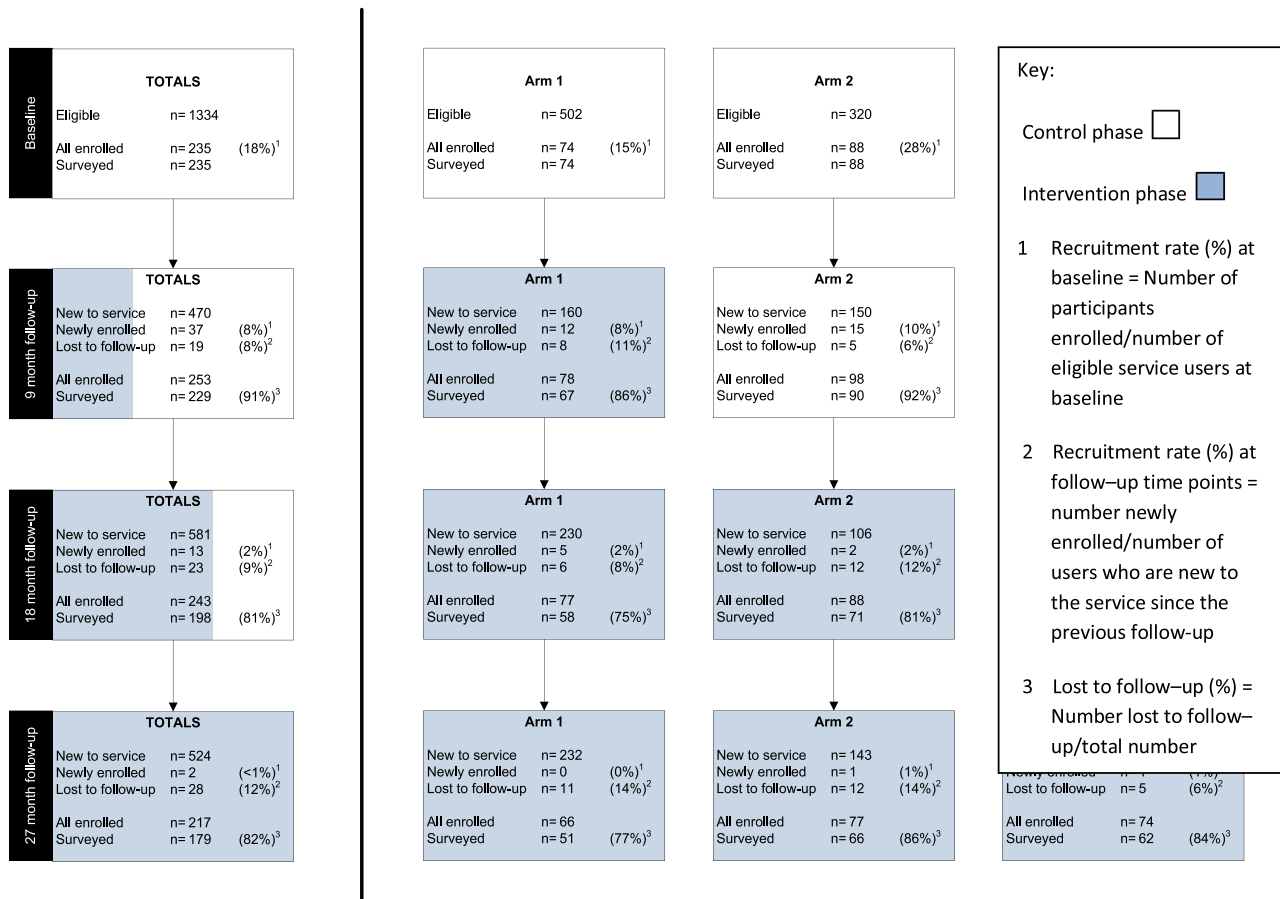 Baseline
TOTALS
Eligible n= 1334
All enrolled n= 235 (18%)1
Surveyed n= 235
Arm 1
Eligible n= 502
All enrolled n= 74 (15%)1
Surveyed n= 74
Arm 2
Eligible n= 320
All enrolled n= 88 (28%)1
Surveyed n= 88
9 month follow-up
TOTALS
New to service n= 470
Newly enrolled n= 37 (8%)1
Lost to follow-up n= 19 (8%)2
All enrolled n= 253
Surveyed n= 229 (91%)3
Arm 1
New to service n= 160
Newly enrolled n= 12 (8%)1
Lost to follow-up n= 8 (11%)2
All enrolled n= 78
Surveyed n= 67 (86%)3
Arm 2
New to service n= 150
Newly enrolled n= 15 (10%)1
Lost to follow-up n= 5 (6%)2
All enrolled n= 98
Surveyed n= 90 (92%)3
18 month follow-up
TOTALS
New to service n= 581
Newly enrolled n= 13 (2%)1
Lost to follow-up n= 23 (9%)2
All enrolled n= 243
Surveyed n= 198 (81%)3
Arm 1
New to service n= 230
Newly enrolled n= 5 (2%)1
Lost to follow-up n= 6 (8%)2
All enrolled n= 77
Surveyed n= 58 (75%)3
Arm 2
New to service n= 106
Newly enrolled n= 2 (2%)1
Lost to follow-up n= 12 (12%)2
All enrolled n= 88
Surveyed n= 71 (81%)3
27 month follow-up
TOTALS
New to service n= 524
Newly enrolled n= 2 (<1%)1
Lost to follow-up n= 28 (12%)2
All enrolled n= 217
Surveyed n= 179 (82%)3
Arm 1
New to service n= 232
Newly enrolled n= 0 (0%)1
Lost to follow-up n= 11 (14%)2
All enrolled n= 66
Surveyed n= 51 (77%)3
Arm 2
New to service n= 143
Newly enrolled n= 1 (1%)1
Lost to follow-up n= 12 (14%)2
All enrolled n= 77
Surveyed n= 66 (86%)3
Key:
Control phase
Intervention phase
1 Recruitment rate (%) at
baseline = Number of
participants
enrolled/number of
eligible service users at
baseline
2 Recruitment rate (%) at
follow–up time points =
number newly
enrolled/number of
users who are new to
the service since the
previous follow-up
3 Lost to follow–up (%) =
Number lost to follow–
up/total number
Lost to follow-up n= 5 (6%)2
All enrolled n= 74
Surveyed n= 62 (84%)3